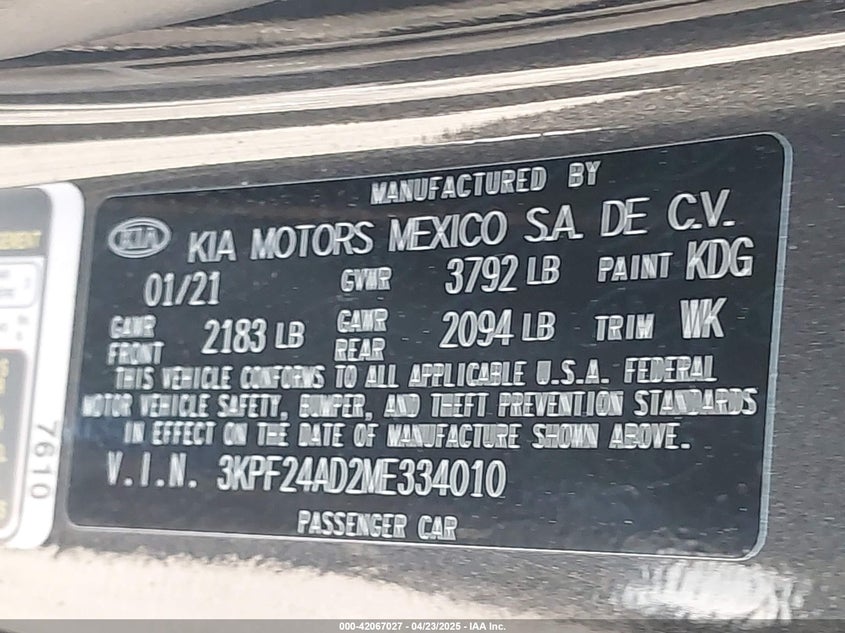 MANUFACTURED BY
KIA KIA MOTORS MEXICO S.A. DE C.V.
01/21 GVWR 3792 LB PAINT KDG
GAWR FRONT 2183 LB GAWR REAR 2094 LB TRIM WK
THIS VEHICLE CONFORMS TO ALL APPLICABLE U.S.A. FEDERAL
MOTOR VEHICLE SAFETY, BUMPER, AND THEFT PREVENTION STANDARDS
IN EFFECT ON THE DATE OF MANUFACTURE SHOWN ABOVE.
V.I.N. 3KPF24AD2ME334010
PASSENGER CAR
7610
000-42067027 - 04/23/2025 - IAA Inc.